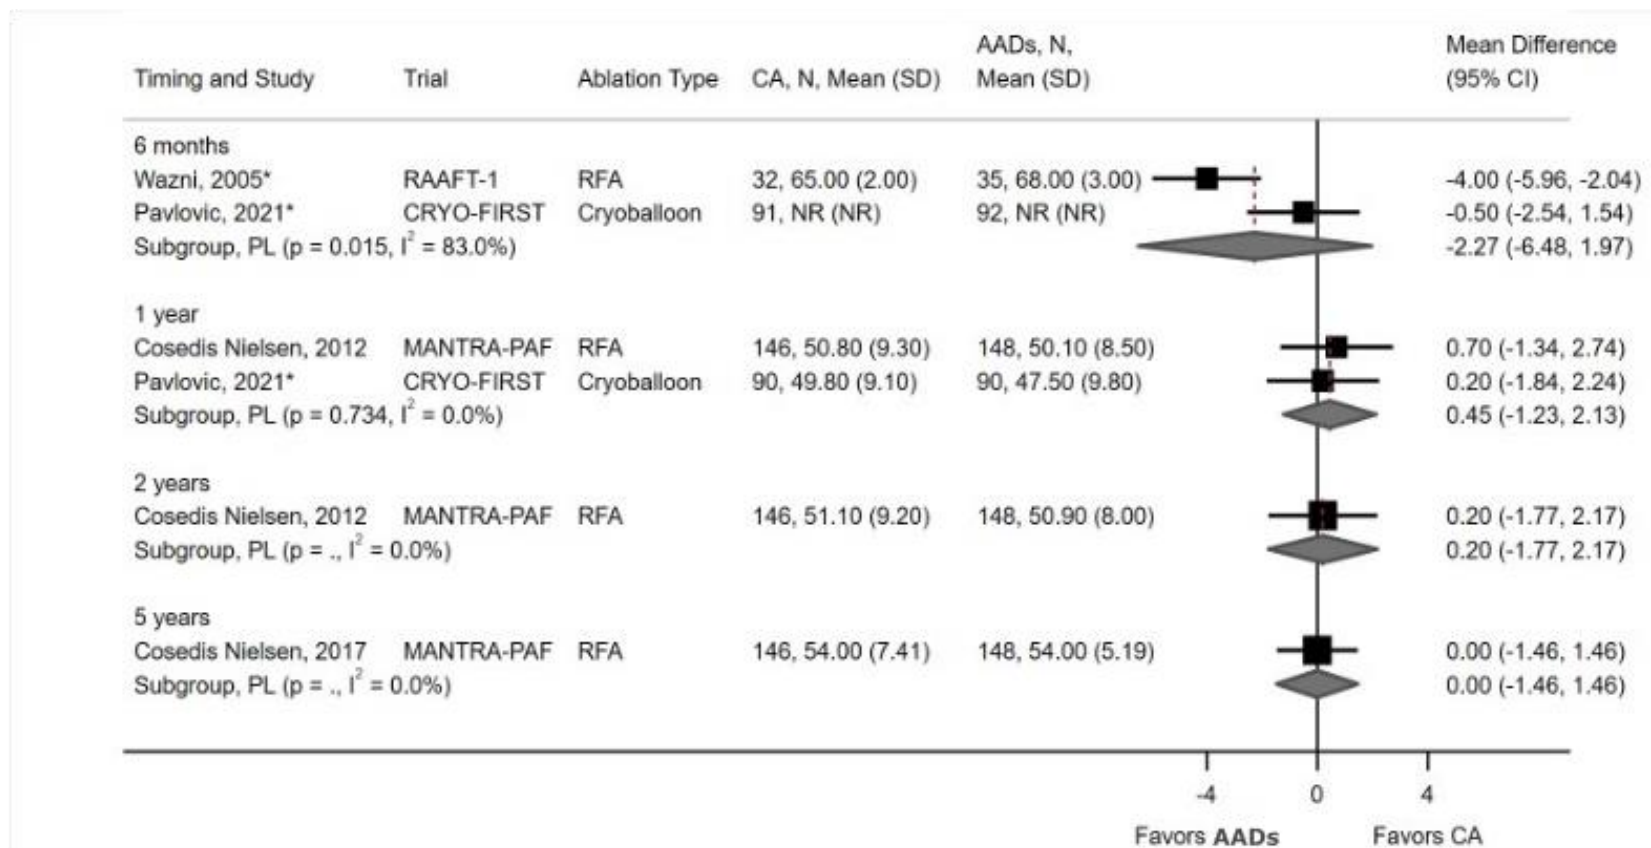 AADs, N, Mean Difference
Timing and Study Trial Ablation Type CA, N, Mean (SD) Mean (SD) (95% CI)
6 months
Wazni, 2005* RAAFT-1 RFA 32, 65.00 (2.00) 35, 68.00 (3.00) -4.00 (-5.96, -2.04)
Pavlovic, 2021* CRYO-FIRST Cryoballoon 91, NR (NR) 92, NR (NR) -0.50 (-2.54, 1.54)
Subgroup, PL (p = 0.015, I² = 83.0%) -2.27 (-6.48, 1.97)
1 year
Cosedis Nielsen, 2012 MANTRA-PAF RFA 146, 50.80 (9.30) 148, 50.10 (8.50) 0.70 (-1.34, 2.74)
Pavlovic, 2021* CRYO-FIRST Cryoballoon 90, 49.80 (9.10) 90, 47.50 (9.80) 0.20 (-1.84, 2.24)
Subgroup, PL (p = 0.734, I² = 0.0%) 0.45 (-1.23, 2.13)
2 years
Cosedis Nielsen, 2012 MANTRA-PAF RFA 146, 51.10 (9.20) 148, 50.90 (8.00) 0.20 (-1.77, 2.17)
Subgroup, PL (p = ., I² = 0.0%) 0.20 (-1.77, 2.17)
5 years
Cosedis Nielsen, 2017 MANTRA-PAF RFA 146, 54.00 (7.41) 148, 54.00 (5.19) 0.00 (-1.46, 1.46)
Subgroup, PL (p = ., I² = 0.0%) 0.00 (-1.46, 1.46)
-4 0 4
Favors AADs Favors CA